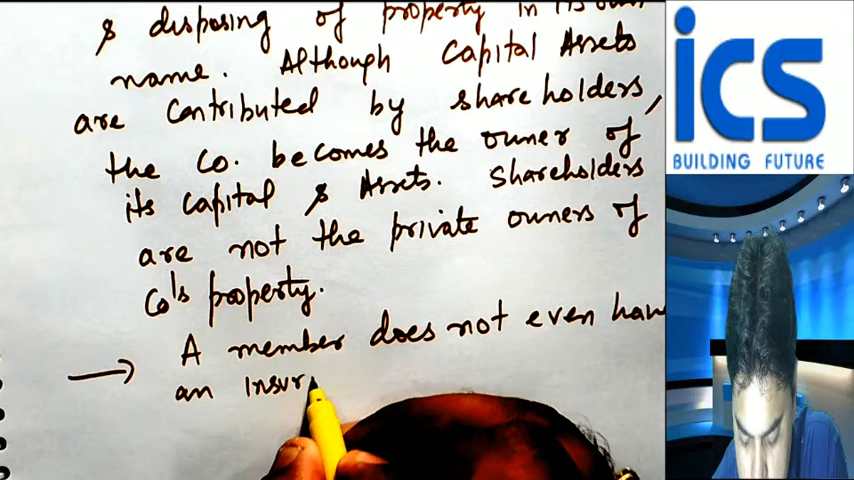 & disposing of property in its own
name. Although Capital Assets
are contributed by shareholders,
the Co. becomes the owner of
its capital & Assets. Shareholders
are not the private owners of
Co's property.
→ A member does not even have
an insur
ics
BUILDING FUTURE